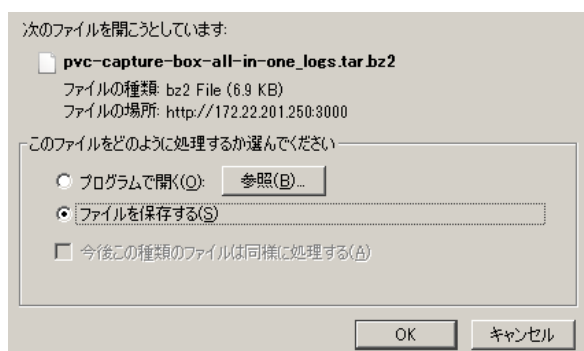 次のファイルを開こうとしています:
pvc-capture-box-all-in-one_logs.tar.bz2
ファイルの種類: bz2 File (6.9 KB)
ファイルの場所: http://172.22.201.250:3000
このファイルをどのように処理するか選んでください
プログラムで開く(O): 参照(B)...
ファイルを保存する(S)
今後この種類のファイルは同様に処理する(A)
OK キャンセル